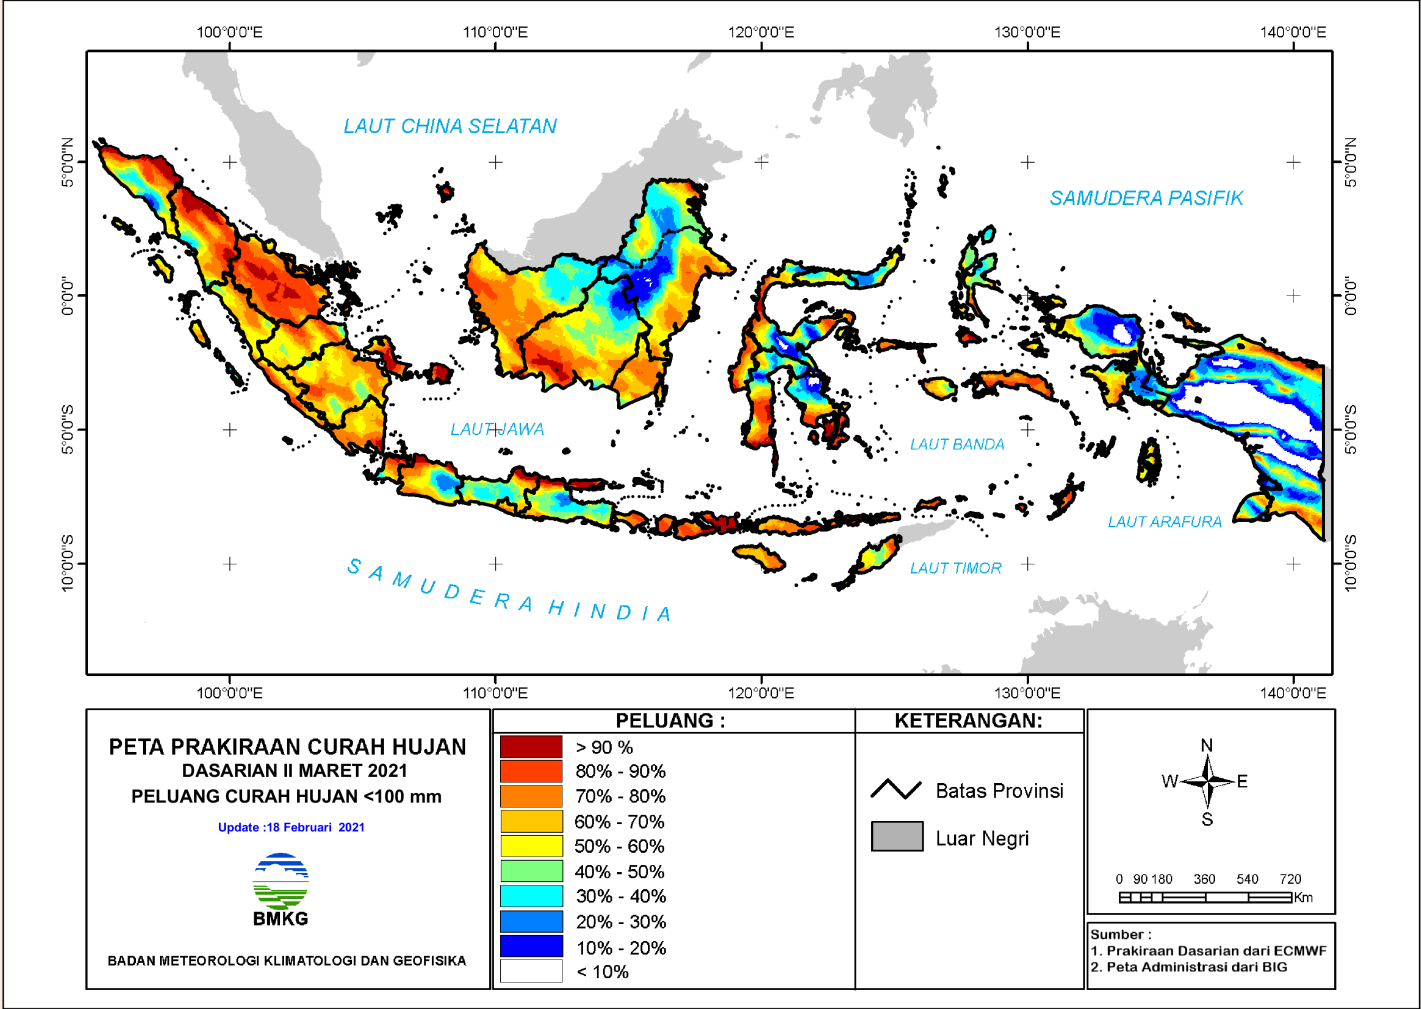 100°0'0"E 110°0'0"E 120°0'0"E 130°0'0"E 140°0'0"E
5°0'0"N 5°0'0"N
0°0'0" 0°0'0"
5°0'0"S 5°0'0"S
10°0'0"S 10°0'0"S
LAUT CHINA SELATAN
SAMUDERA PASIFIK
LAUT JAWA
LAUT BANDA
LAUT ARAFURA
LAUT TIMOR
SAMUDERA HINDIA
100°0'0"E 110°0'0"E 120°0'0"E 130°0'0"E 140°0'0"E
PETA PRAKIRAAN CURAH HUJAN
DASARIAN II MARET 2021
PELUANG CURAH HUJAN <100 mm
Update :18 Februari 2021
BMKG
BADAN METEOROLOGI KLIMATOLOGI DAN GEOFISIKA
PELUANG :
> 90 %
80% - 90%
70% - 80%
60% - 70%
50% - 60%
40% - 50%
30% - 40%
20% - 30%
10% - 20%
< 10%
KETERANGAN:
Batas Provinsi
Luar Negri
N
W E
S
0 90 180 360 540 720
Km
Sumber :
1. Prakiraan Dasarian dari ECMWF
2. Peta Administrasi dari BIG